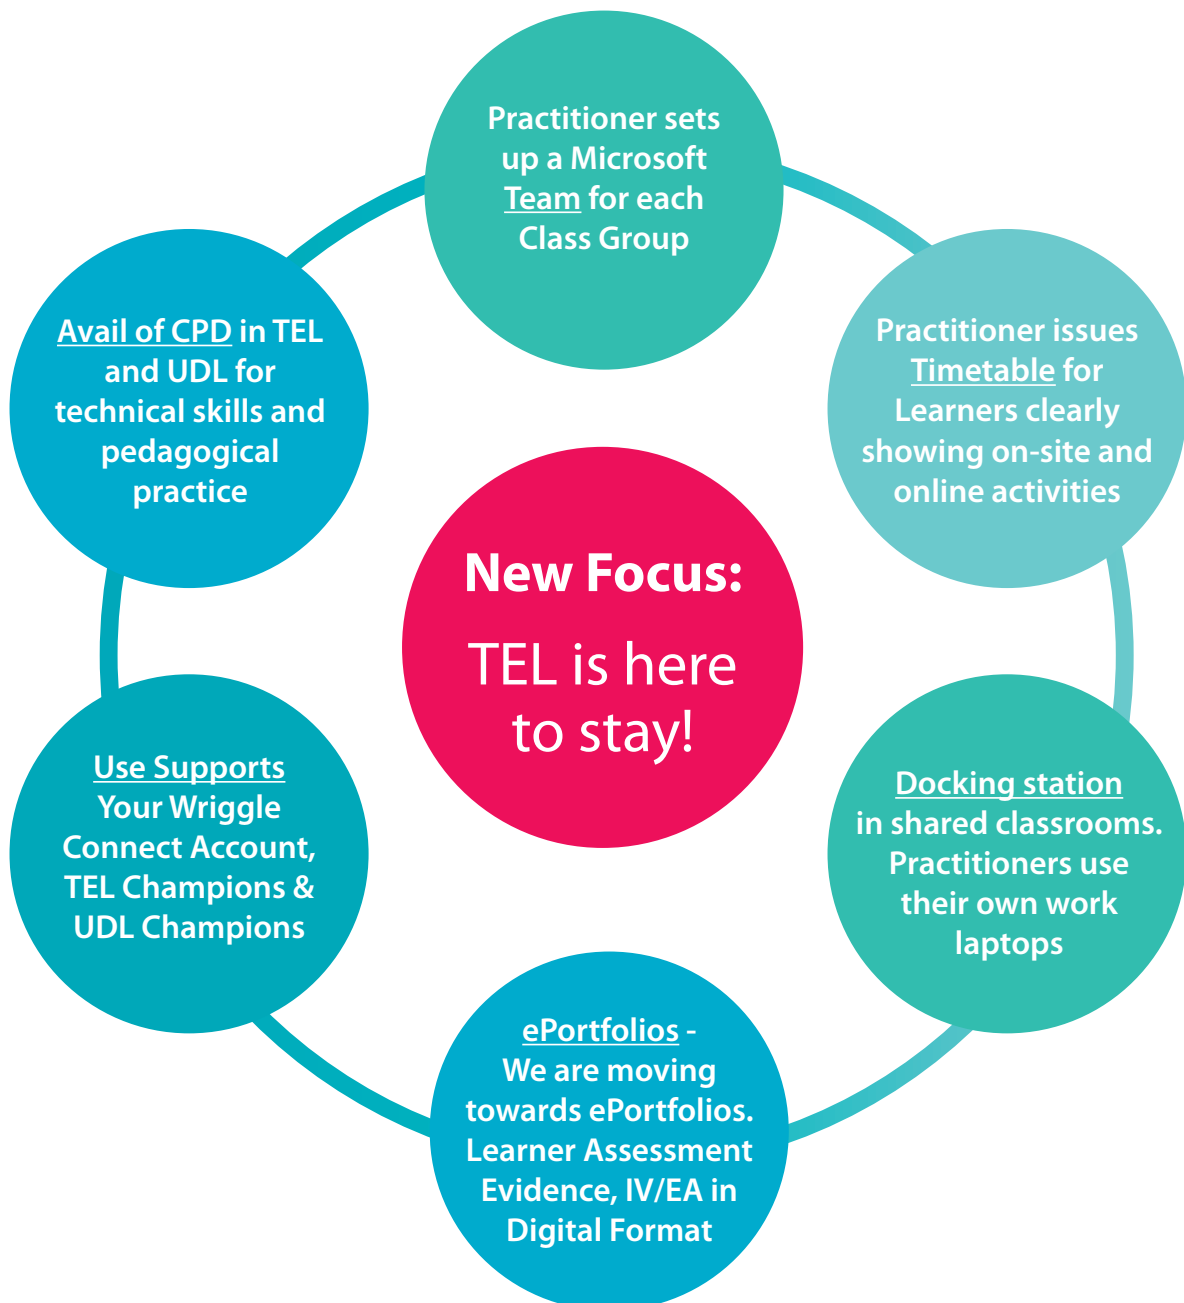 Practitioner sets
up a Microsoft
Team for each
Class Group
Practitioner issues
Timetable for
Learners clearly
showing on-site and
online activities
Docking station
in shared classrooms.
Practitioners use
their own work
laptops
ePortfolios -
We are moving
towards ePortfolios.
Learner Assessment
Evidence, IV/EA in
Digital Format
Use Supports
Your Wriggle
Connect Account,
TEL Champions &
UDL Champions
Avail of CPD in TEL
and UDL for
technical skills and
pedagogical
practice
New Focus:
TEL is here
to stay!